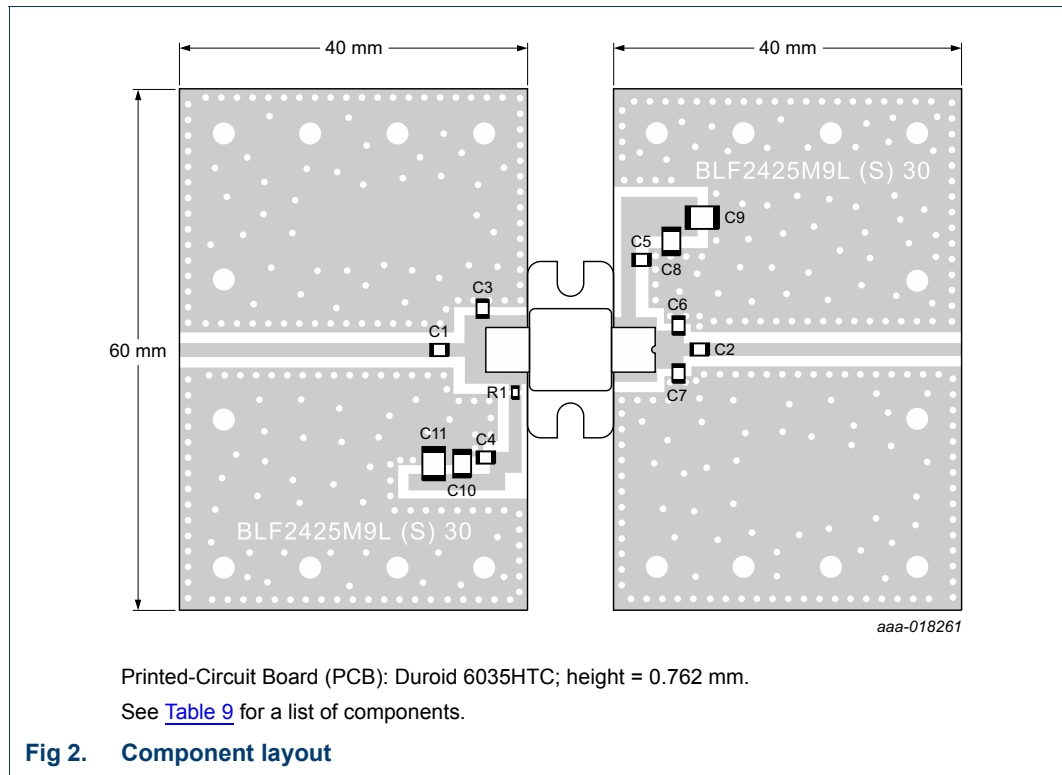 40 mm
40 mm
BLF2425M9L (S) 30
C9
C5
C8
C3
C6
C1
C2
60 mm
R1
C7
C11
C4
C10
BLF2425M9L (S) 30
aaa-018261
Printed-Circuit Board (PCB): Duroid 6035HTC; height = 0.762 mm.
See Table 9 for a list of components.
Fig 2. Component layout